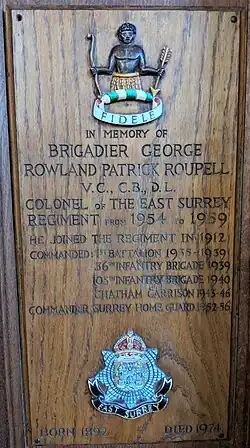 FIDELE
IN MEMORY OF
BRIGADIER GEORGE
ROWLAND PATRICK ROUPELL
V.C., C.B., D.L.
COLONEL OF THE EAST SURREY
REGIMENT FROM 1954 TO 1959
HE JOINED THE REGIMENT IN 1912
COMMANDED: 1ST BATTALION 1935-1939
36TH INFANTRY BRIGADE 1939
105TH INFANTRY BRIGADE 1940
CHATHAM GARRISON 1943-46
COMMANDER SURREY HOME GUARD 1952-56
EAST SURREY
BORN 1892 DIED 1974